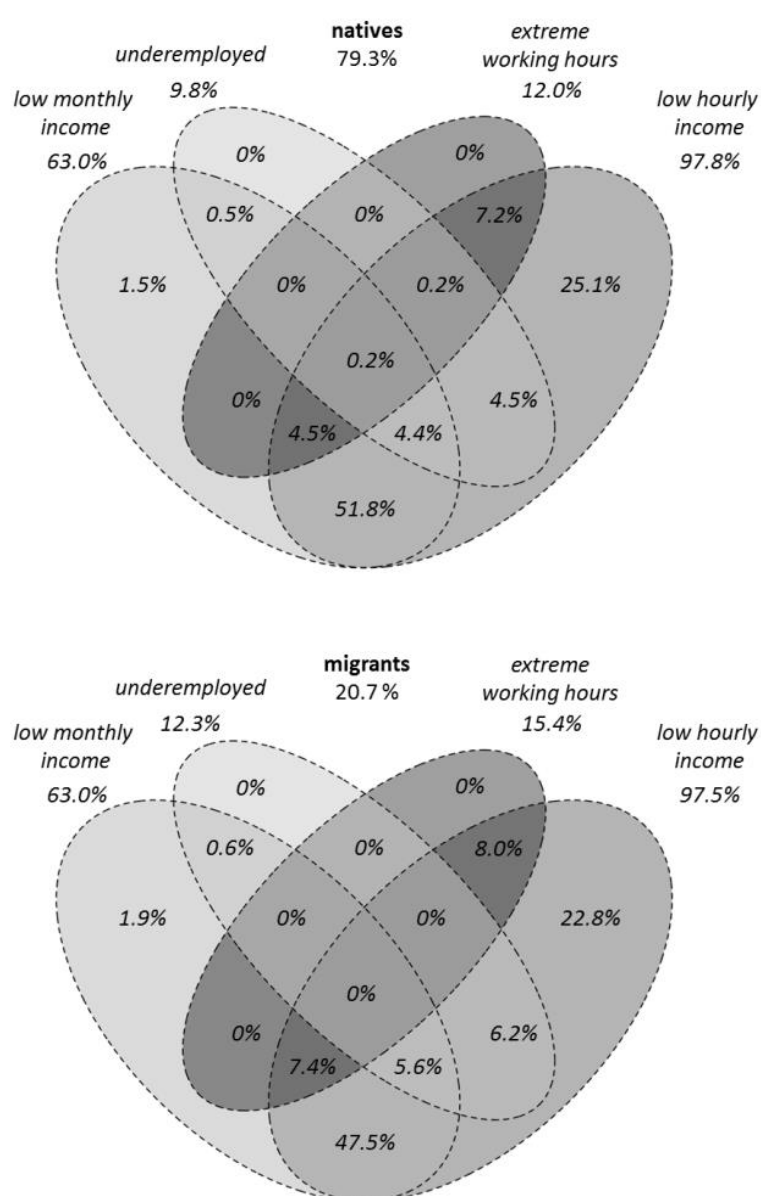 natives
79.3%
underemployed
9.8%
extreme
working hours
12.0%
low monthly
income
63.0%
low hourly
income
97.8%
0%
0%
0.5%
0%
7.2%
1.5%
0%
0.2%
25.1%
0.2%
0%
4.5%
4.5%
4.4%
51.8%
migrants
20.7 %
underemployed
12.3%
extreme
working hours
15.4%
low monthly
income
63.0%
low hourly
income
97.5%
0%
0%
0.6%
0%
8.0%
1.9%
0%
0%
22.8%
0%
0%
6.2%
7.4%
5.6%
47.5%